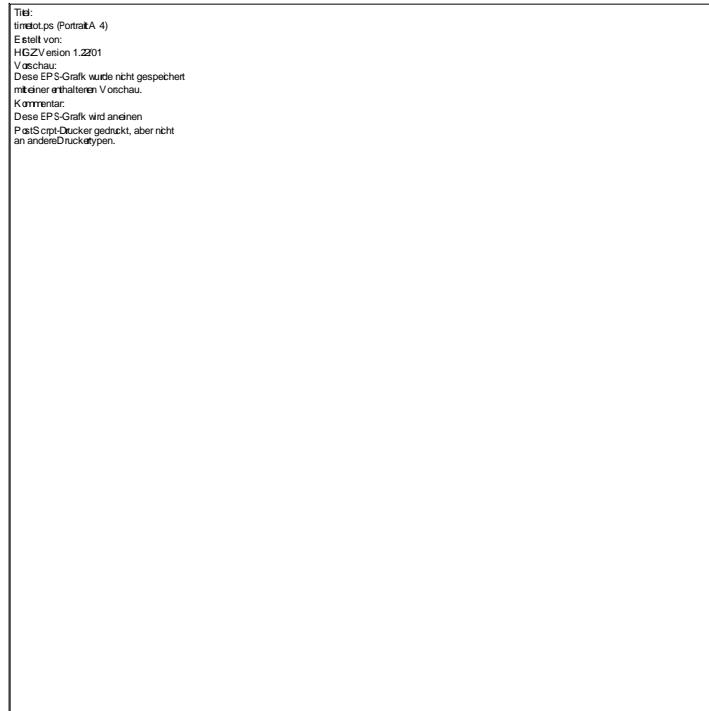 Titel:
timetot.ps (Portrait A 4)
Erstellt von:
HIGZ Version 1.22/01
Vorschau:
Diese EPS-Grafik wurde nicht gespeichert
mit einer enthaltenen Vorschau.
Kommentar:
Diese EPS-Grafik wird an einen
PostScript-Drucker gedruckt, aber nicht
an andere Druckertypen.